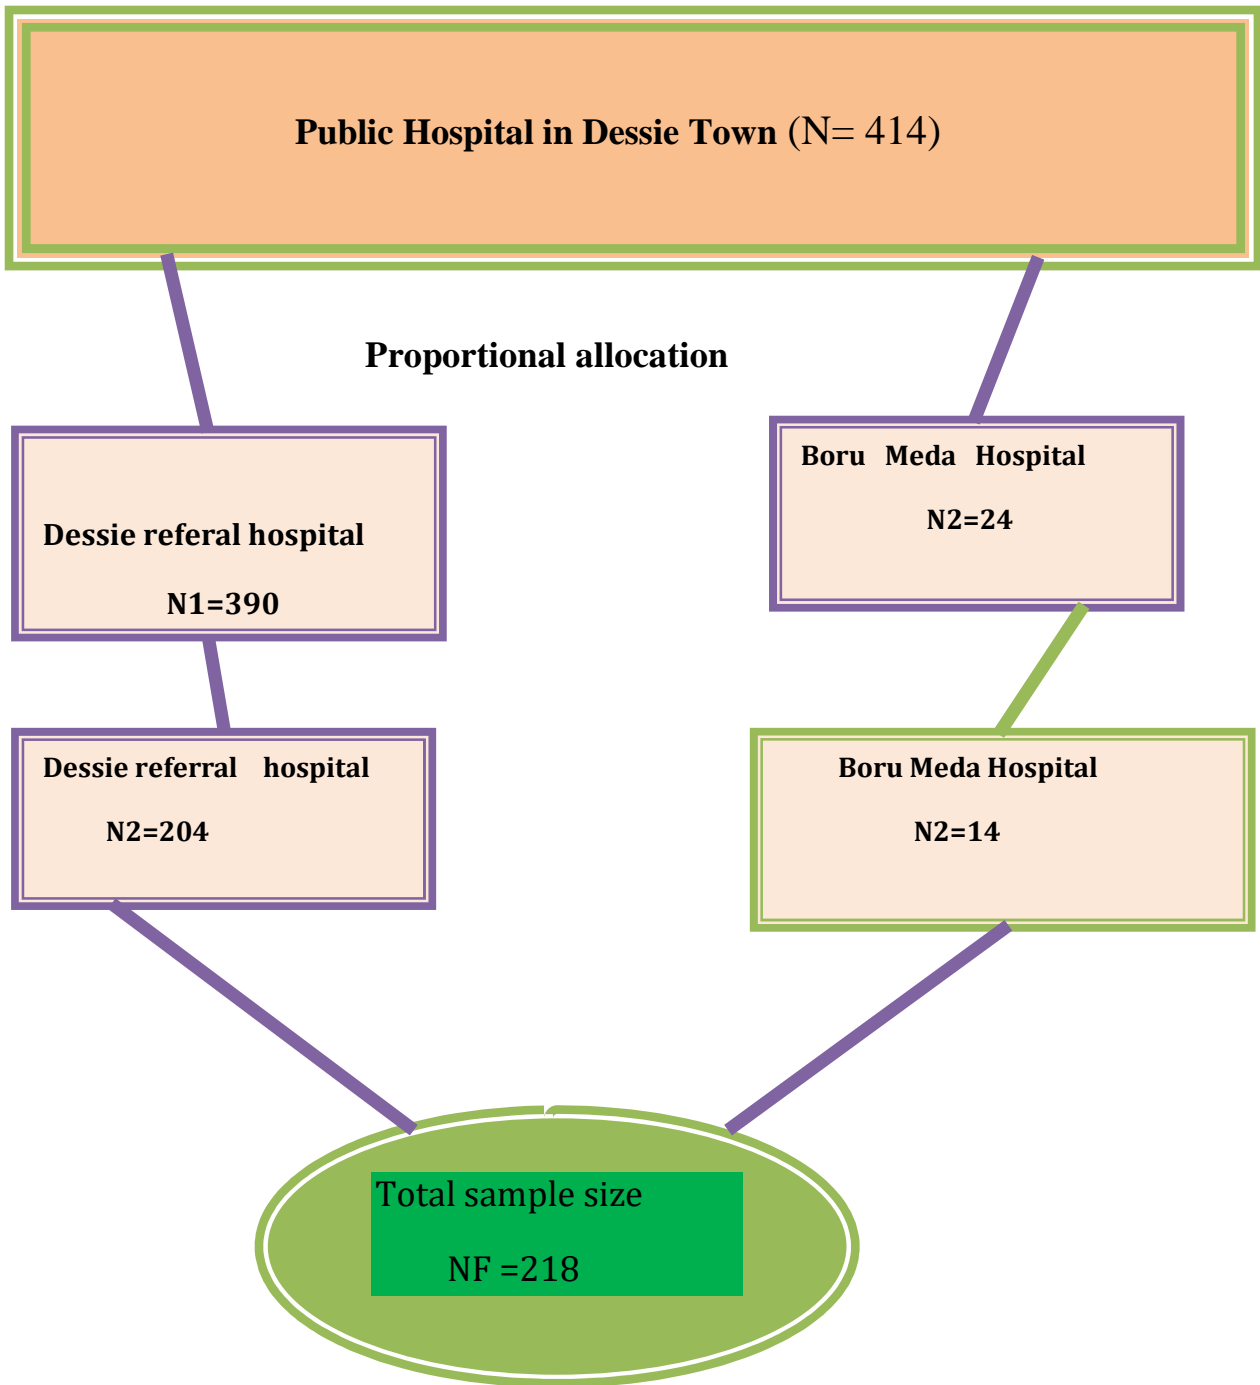 Public Hospital in Dessie Town (N= 414)
Proportional allocation
Dessie referal hospital
N1=390
Boru Meda Hospital
N2=24
Dessie referral hospital
N2=204
Boru Meda Hospital
N2=14
Total sample size
NF =218